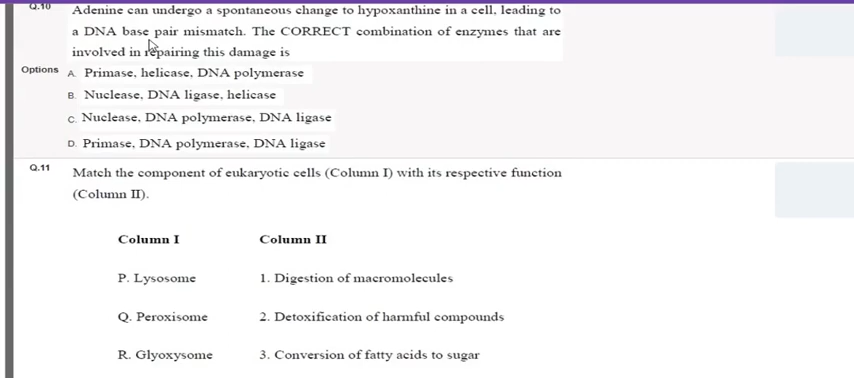 Q.10 Adenine can undergo a spontaneous change to hypoxanthine in a cell, leading to
a DNA base pair mismatch. The CORRECT combination of enzymes that are
involved in repairing this damage is
Options A. Primase, helicase, DNA polymerase
B. Nuclease, DNA ligase, helicase
C. Nuclease, DNA polymerase, DNA ligase
D. Primase, DNA polymerase, DNA ligase
Q.11 Match the component of eukaryotic cells (Column I) with its respective function
(Column II).
Column I Column II
P. Lysosome 1. Digestion of macromolecules
Q. Peroxisome 2. Detoxification of harmful compounds
R. Glyoxysome 3. Conversion of fatty acids to sugar